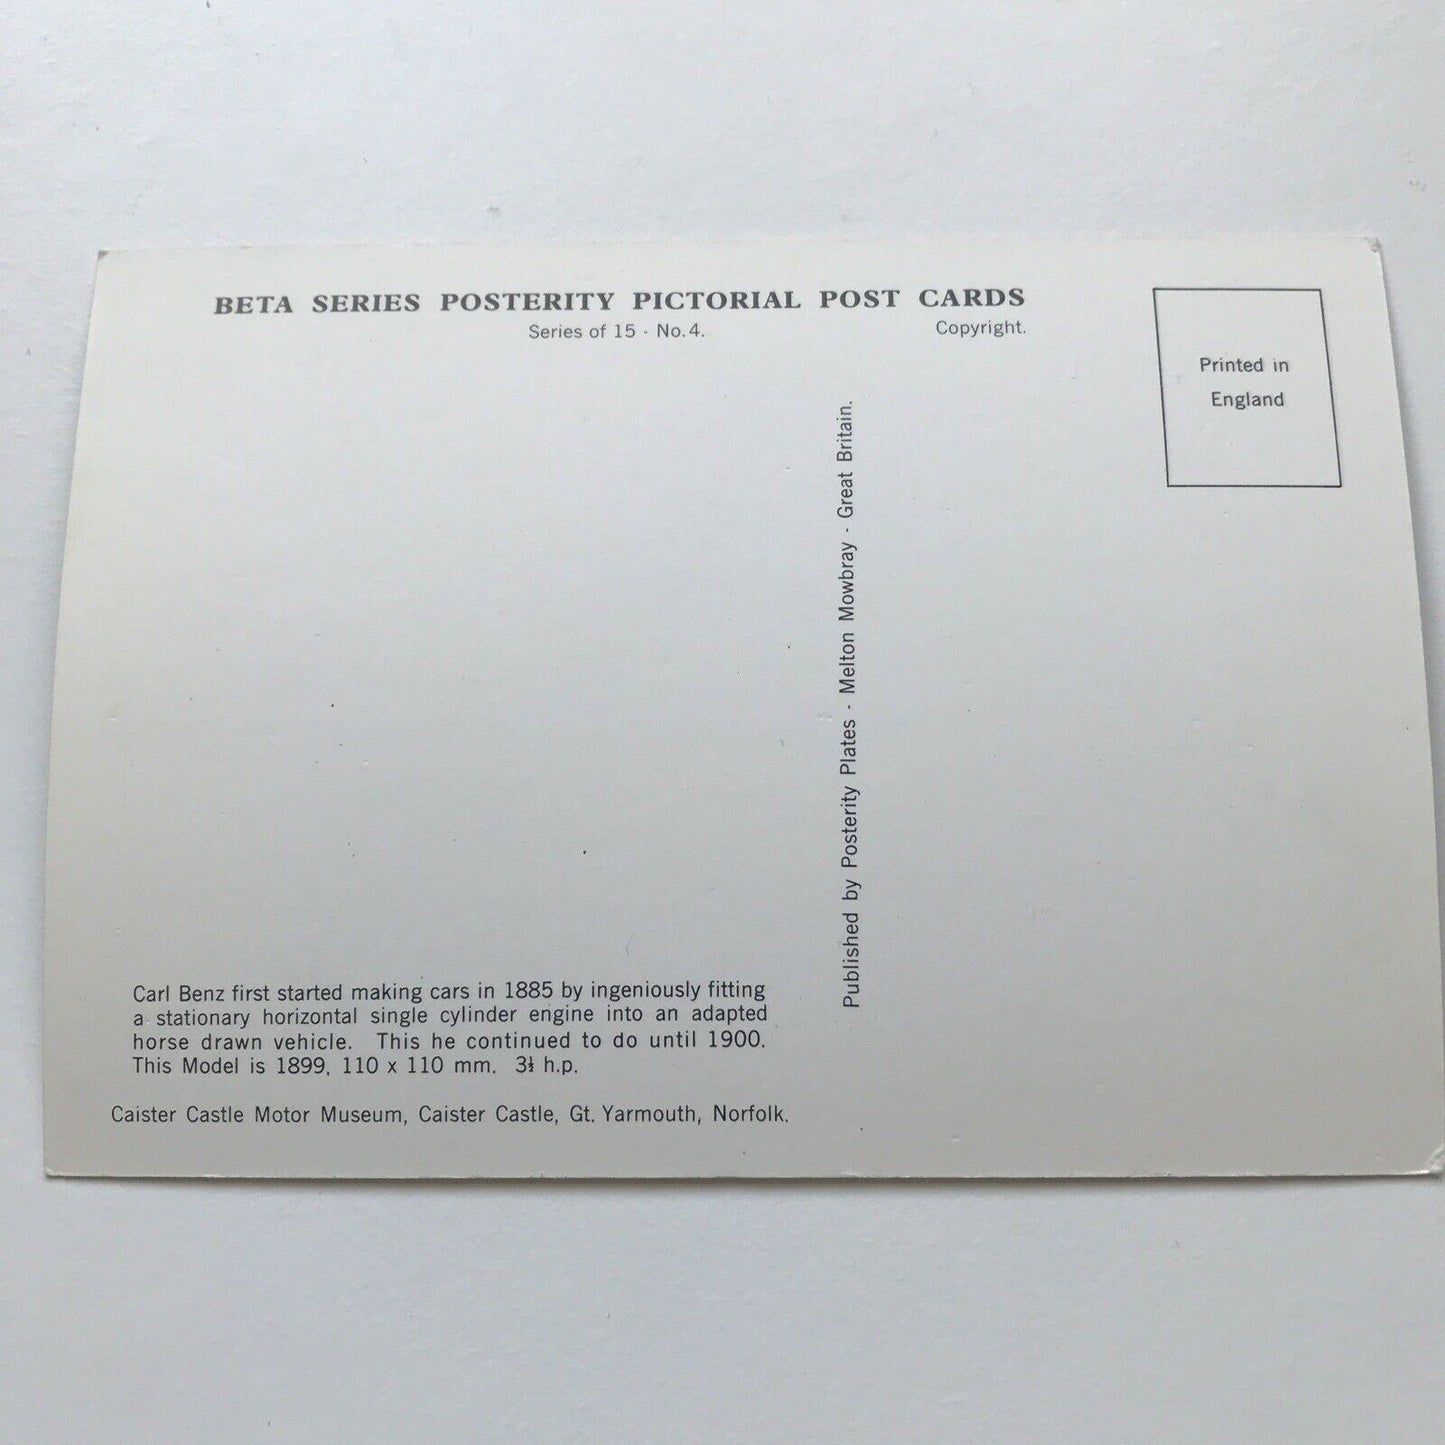 BETA SERIES POSTERITY PICTORIAL POST CARDS
Series of 15 - No. 4.
Copyright.
Printed in
England
Published by Posterity Plates - Melton Mowbray - Great Britain.
Carl Benz first started making cars in 1885 by ingeniously fitting
a stationary horizontal single cylinder engine into an adapted
horse drawn vehicle. This he continued to do until 1900.
This Model is 1899, 110 x 110 mm. 3½ h.p.
Caister Castle Motor Museum, Caister Castle, Gt. Yarmouth, Norfolk.